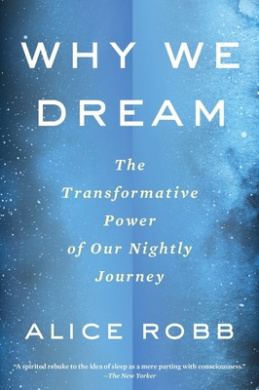 WHY WE
DREAM
The
Transformative
Power
of Our Nightly
Journey
ALICE ROBB
"A spirited rebuke to the idea of sleep as a mere parting with consciousness."
—The New Yorker